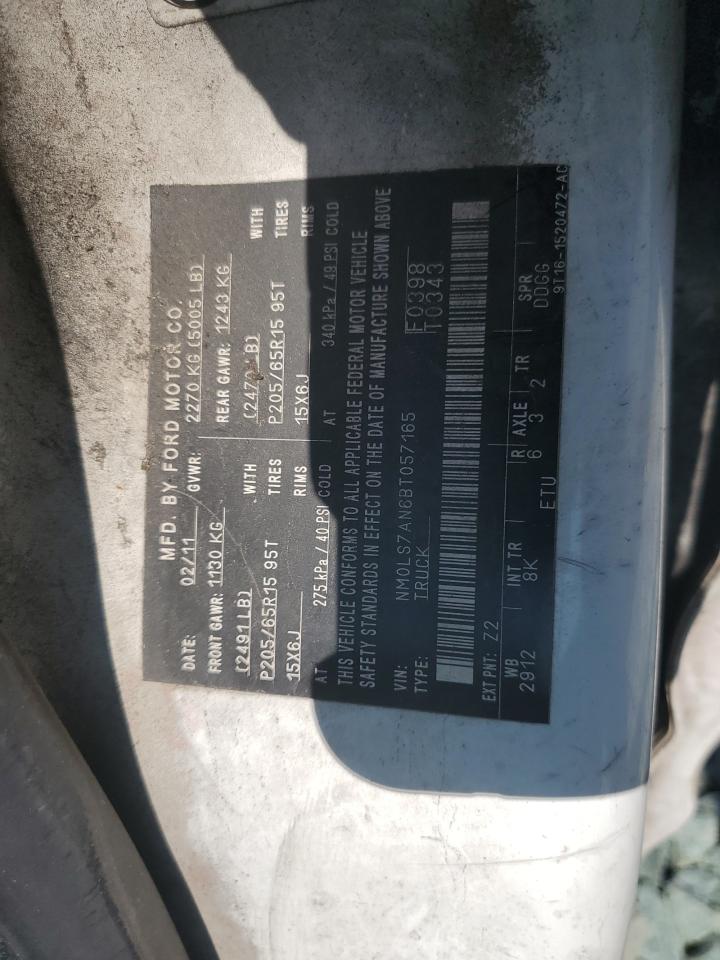 MFD. BY FORD MOTOR CO.
DATE: 02/11 GVWR: 2270 KG (5005 LB)
FRONT GAWR: 1130 KG REAR GAWR: 1243 KG
(2491LB) WITH WITH
P205/65R15 95T TIRES P205/65R15 95T TIRES
15X6J RIMS 15X6J RIMS
AT 275 kPa / 40 PSI COLD AT 340 kPa / 49 PSI COLD
THIS VEHICLE CONFORMS TO ALL APPLICABLE FEDERAL MOTOR VEHICLE
SAFETY STANDARDS IN EFFECT ON THE DATE OF MANUFACTURE SHOWN ABOVE
VIN: NM0LS7AN6BT057165 F0398
TYPE: TRUCK T0343
EXT PNT: Z2
WB INT TR R AXLE TR SPR
2912 8K 6 3 2 DDGG
ETU 9T16-1520472-AC